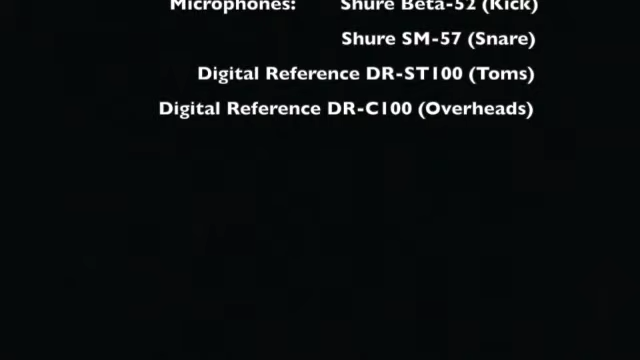 Microphones: Shure Beta-52 (Kick)
Shure SM-57 (Snare)
Digital Reference DR-ST100 (Toms)
Digital Reference DR-C100 (Overheads)